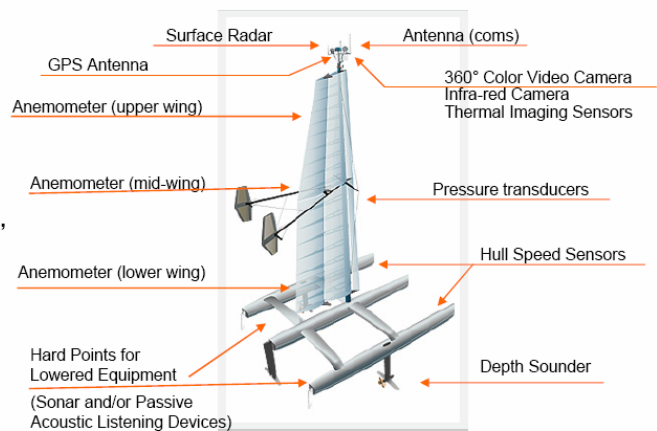 Surface Radar
Antenna (coms)
GPS Antenna
360° Color Video Camera
Infra-red Camera
Thermal Imaging Sensors
Anemometer (upper wing)
Anemometer (mid-wing)
Pressure transducers
,
Hull Speed Sensors
Anemometer (lower wing)
Hard Points for
Lowered Equipment
(Sonar and/or Passive
Acoustic Listening Devices)
Depth Sounder